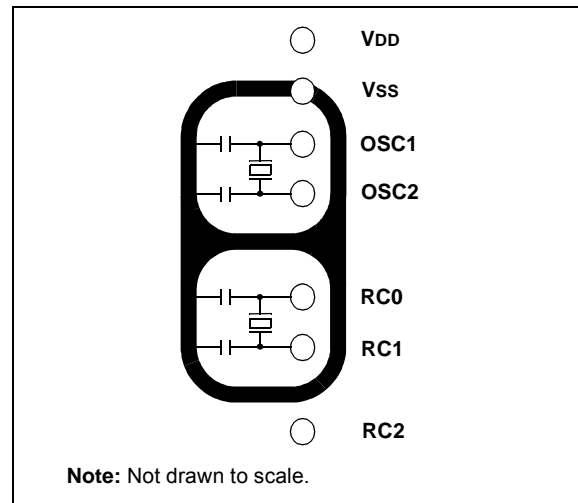 VDD
VSS
OSC1
OSC2
RC0
RC1
RC2
Note: Not drawn to scale.